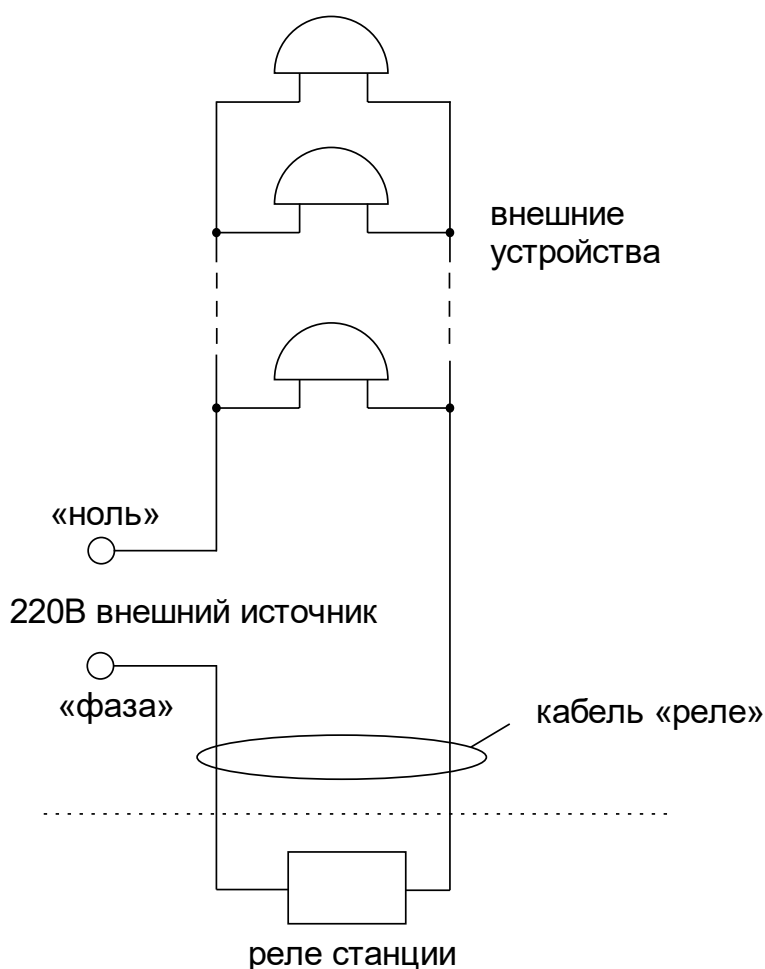 внешние
устройства
«ноль»
220В внешний источник
«фаза»
кабель «реле»
реле станции